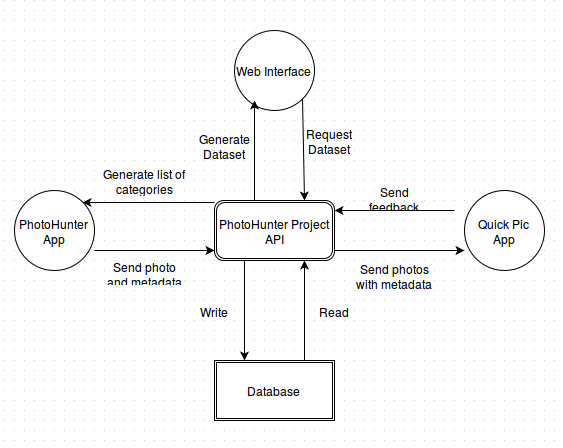 Web Interface
Generate
Dataset
Request
Dataset
Generate list of
categories
Send
feedback
PhotoHunter
App
PhotoHunter Project
API
Quick Pic
App
Send photo
and metadata
Send photos
with metadata
Write
Read
Database